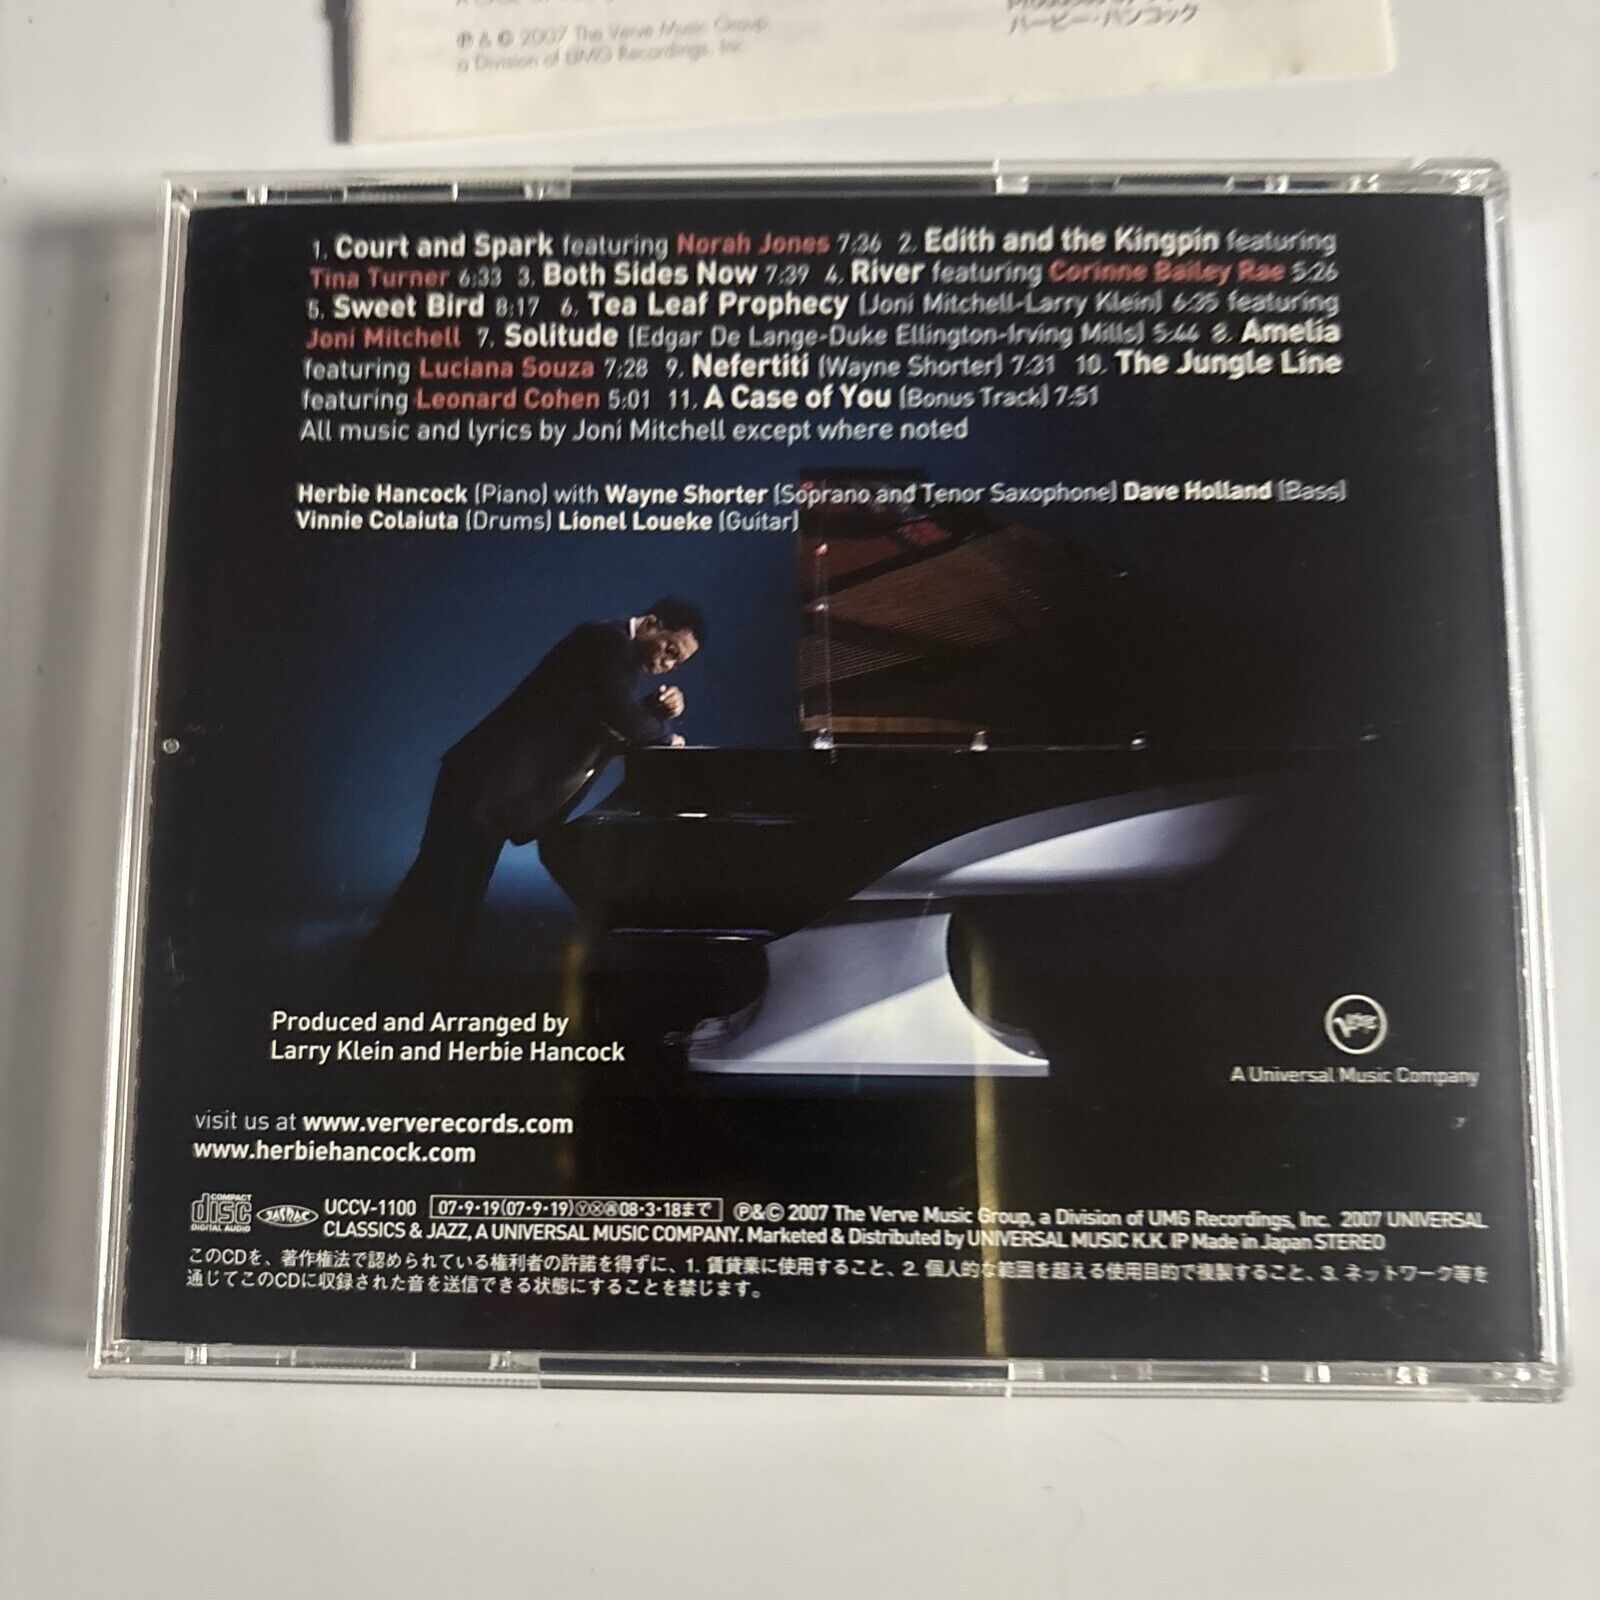 ℗ & © 2007 The Verve Music Group,
a Division of UMG Recordings, Inc.
ハービー・ハンコック
1. Court and Spark featuring Norah Jones 7:36 2. Edith and the Kingpin featuring
Tina Turner 6:33 3. Both Sides Now 7:39 4. River featuring Corinne Bailey Rae 5:26
5. Sweet Bird 8:17 6. Tea Leaf Prophecy (Joni Mitchell-Larry Klein) 6:35 featuring
Joni Mitchell 7. Solitude (Edgar De Lange-Duke Ellington-Irving Mills) 5:44 8. Amelia
featuring Luciana Souza 7:28 9. Nefertiti (Wayne Shorter) 7:31 10. The Jungle Line
featuring Leonard Cohen 5:01 11. A Case of You (Bonus Track) 7:51
All music and lyrics by Joni Mitchell except where noted
Herbie Hancock (Piano) with Wayne Shorter (Soprano and Tenor Saxophone) Dave Holland (Bass)
Vinnie Colaiuta (Drums) Lionel Loueke (Guitar)
Produced and Arranged by
Larry Klein and Herbie Hancock
Verve
A Universal Music Company
visit us at www.ververecords.com
www.herbiehancock.com
COMPACT disc DIGITAL AUDIO JASRAC UCCV-1100 07・9・19(07・9・19)Ⓨ Ⓧ 08・3・18まで ℗&© 2007 The Verve Music Group, a Division of UMG Recordings, Inc. 2007 UNIVERSAL
CLASSICS & JAZZ, A UNIVERSAL MUSIC COMPANY. Marketed & Distributed by UNIVERSAL MUSIC K.K. IP Made in Japan STEREO
このCDを、著作権法で認められている権利者の許諾を得ずに、1. 賃貸業に使用すること、2. 個人的な範囲を超える使用目的で複製すること、3. ネットワーク等を
通じてこのCDに収録された音を送信できる状態にすることを禁じます。